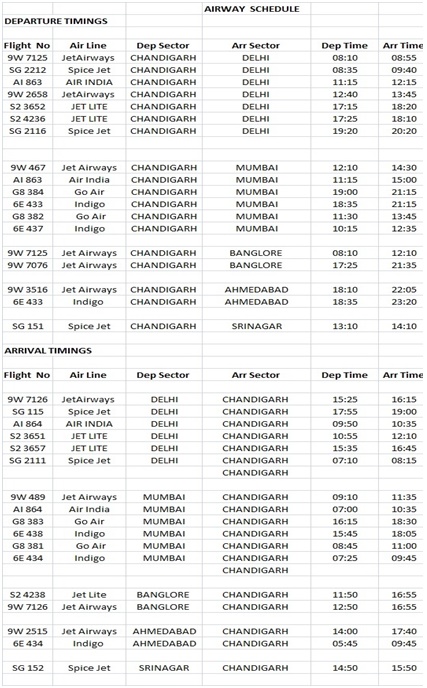 AIRWAY SCHEDULE
DEPARTURE TIMINGS
Flight No Air Line Dep Sector Arr Sector Dep Time Arr Time
9W 7125 JetAirways CHANDIGARH DELHI 08:10 08:55
SG 2212 Spice Jet CHANDIGARH DELHI 08:35 09:40
AI 863 AIR INDIA CHANDIGARH DELHI 11:15 12:15
9W 2658 JetAirways CHANDIGARH DELHI 12:40 13:45
S2 3652 JET LITE CHANDIGARH DELHI 17:15 18:20
S2 4236 JET LITE CHANDIGARH DELHI 17:25 18:10
SG 2116 Spice Jet CHANDIGARH DELHI 19:20 20:20
9W 467 Jet Airways CHANDIGARH MUMBAI 12:10 14:30
AI 863 Air India CHANDIGARH MUMBAI 11:15 15:00
G8 384 Go Air CHANDIGARH MUMBAI 19:00 21:15
6E 433 Indigo CHANDIGARH MUMBAI 18:35 21:15
G8 382 Go Air CHANDIGARH MUMBAI 11:30 13:45
6E 437 Indigo CHANDIGARH MUMBAI 10:15 12:35
9W 7125 Jet Airways CHANDIGARH BANGLORE 08:10 12:10
9W 7076 Jet Airways CHANDIGARH BANGLORE 17:25 21:35
9W 3516 Jet Airways CHANDIGARH AHMEDABAD 18:10 22:05
6E 433 Indigo CHANDIGARH AHMEDABAD 18:35 23:20
SG 151 Spice Jet CHANDIGARH SRINAGAR 13:10 14:10
ARRIVAL TIMINGS
Flight No Air Line Dep Sector Arr Sector Dep Time Arr Time
9W 7126 JetAirways DELHI CHANDIGARH 15:25 16:15
SG 115 Spice Jet DELHI CHANDIGARH 17:55 19:00
AI 864 AIR INDIA DELHI CHANDIGARH 09:50 10:35
S2 3651 JET LITE DELHI CHANDIGARH 10:55 12:10
S2 3657 JET LITE DELHI CHANDIGARH 15:35 16:45
SG 2111 Spice Jet DELHI CHANDIGARH 07:10 08:15
CHANDIGARH
9W 489 Jet Airways MUMBAI CHANDIGARH 09:10 11:35
AI 864 Air India MUMBAI CHANDIGARH 07:00 10:35
G8 383 Go Air MUMBAI CHANDIGARH 16:15 18:30
6E 438 Indigo MUMBAI CHANDIGARH 15:45 18:05
G8 381 Go Air MUMBAI CHANDIGARH 08:45 11:00
6E 434 Indigo MUMBAI CHANDIGARH 07:25 09:45
CHANDIGARH
S2 4238 Jet Lite BANGLORE CHANDIGARH 11:50 16:55
9W 7126 Jet Airways BANGLORE CHANDIGARH 12:50 16:55
9W 2515 Jet Airways AHMEDABAD CHANDIGARH 14:00 17:40
6E 434 Indigo AHMEDABAD CHANDIGARH 05:45 09:45
SG 152 Spice Jet SRINAGAR CHANDIGARH 14:50 15:50